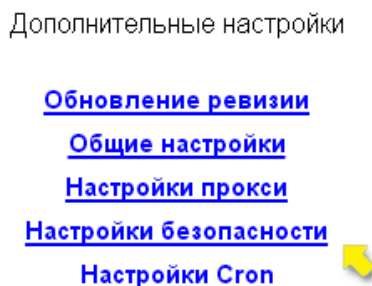 Дополнительные настройки
Обновление ревизии
Общие настройки
Настройки прокси
Настройки безопасности
Настройки Cron